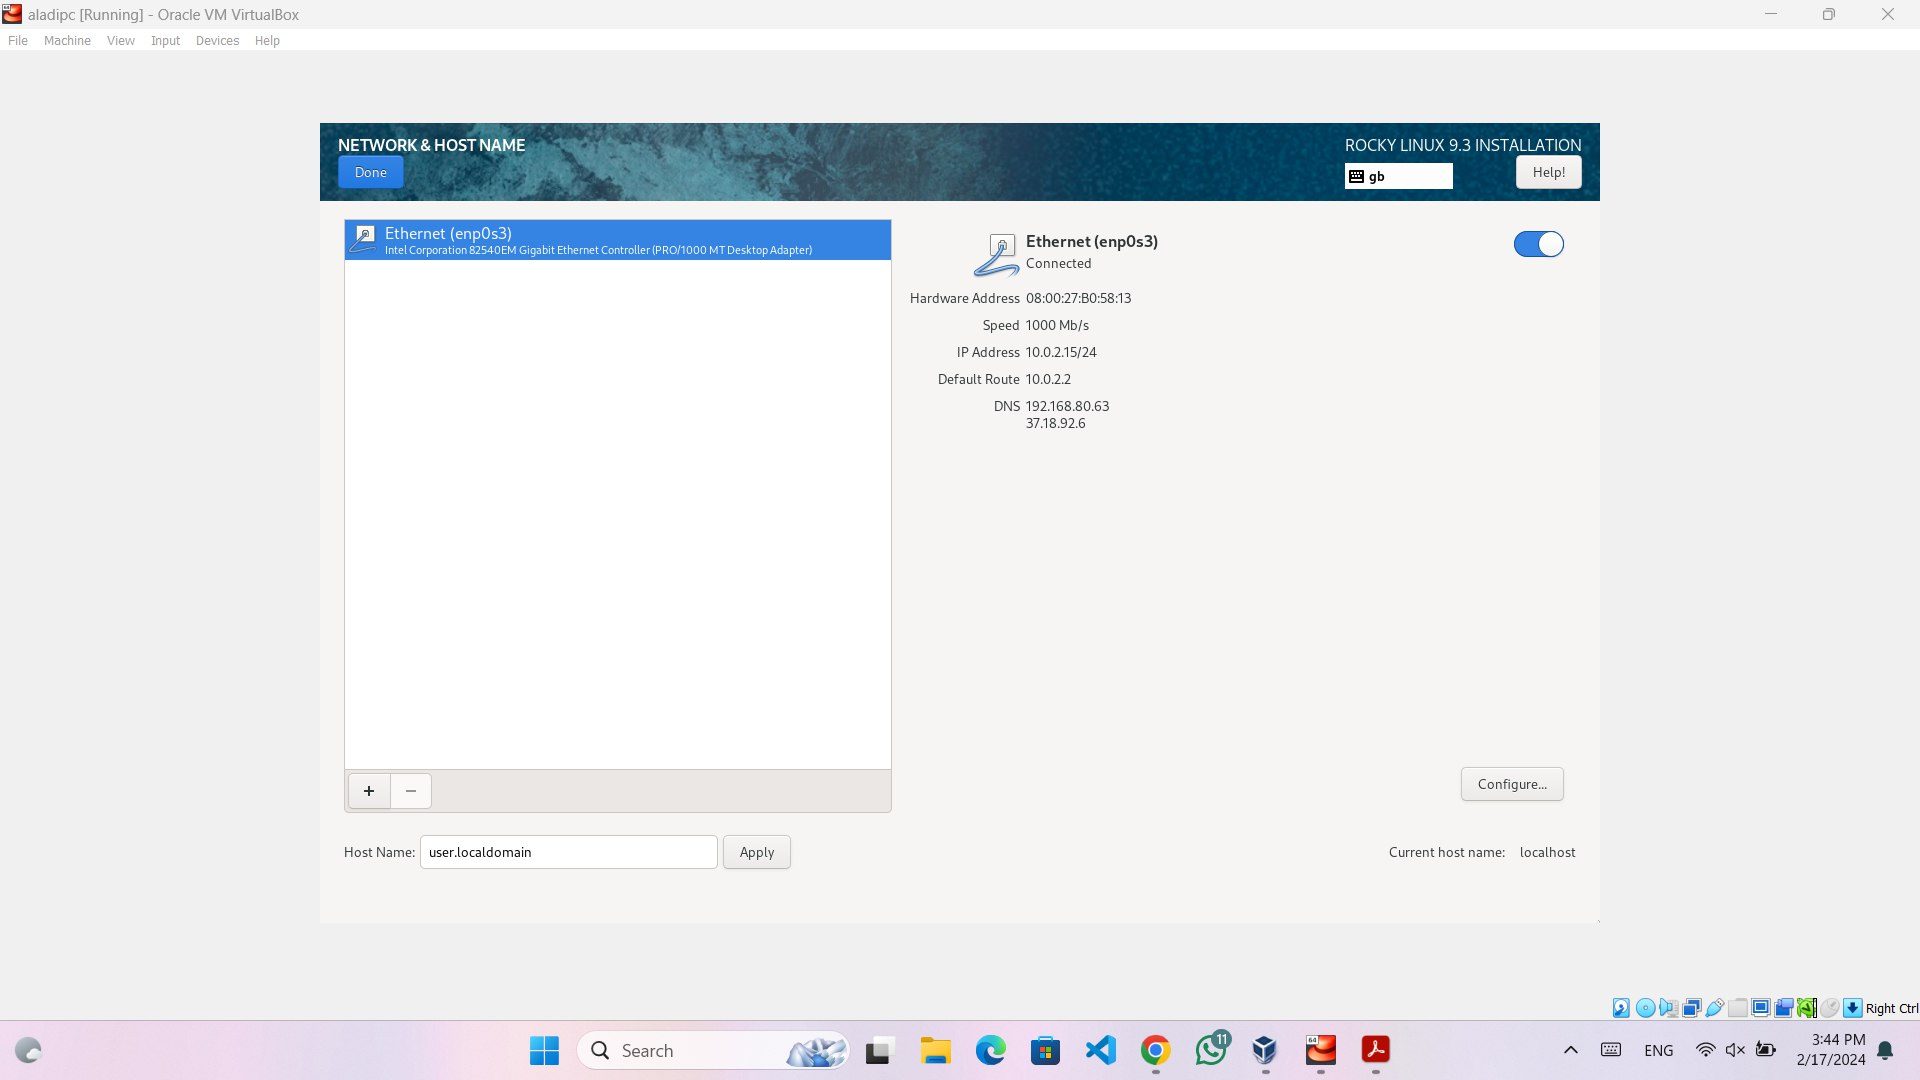 aladipc [Running] - Oracle VM VirtualBox
File Machine View Input Devices Help
NETWORK & HOST NAME
ROCKY LINUX 9.3 INSTALLATION
Done
gb
Help!
Ethernet (enp0s3)
Intel Corporation 82540EM Gigabit Ethernet Controller (PRO/1000 MT Desktop Adapter)
Ethernet (enp0s3)
Connected
Hardware Address 08:00:27:B0:58:13
Speed 1000 Mb/s
IP Address 10.0.2.15/24
Default Route 10.0.2.2
DNS 192.168.80.63
37.18.92.6
+ −
Configure...
Host Name: user.localdomain Apply
Current host name: localhost
Right Ctrl
Search
11
64
ENG
3:44 PM
2/17/2024